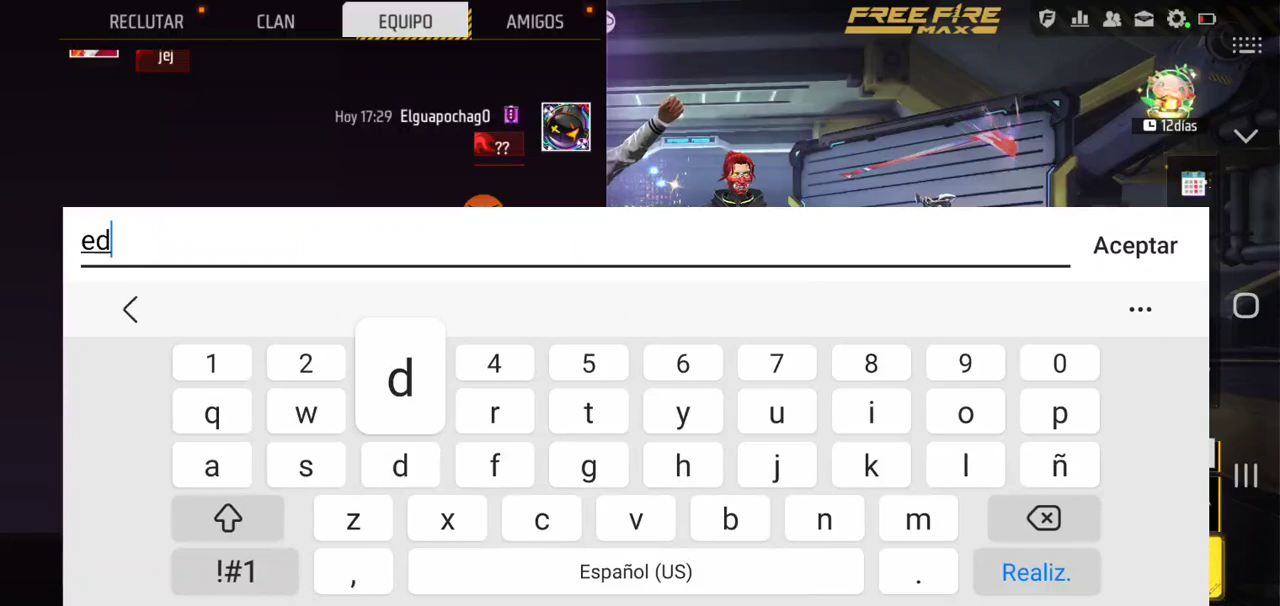 RECLUTAR CLAN EQUIPO AMIGOS
FREE FIRE
MAX
jej
Hoy 17:29 Elguapochag0
??
12días
ed
Aceptar
...
1 2 d 4 5 6 7 8 9 0
q w r t y u i o p
a s d f g h j k l ñ
z x c v b n m
!#1 , Español (US) . Realiz.